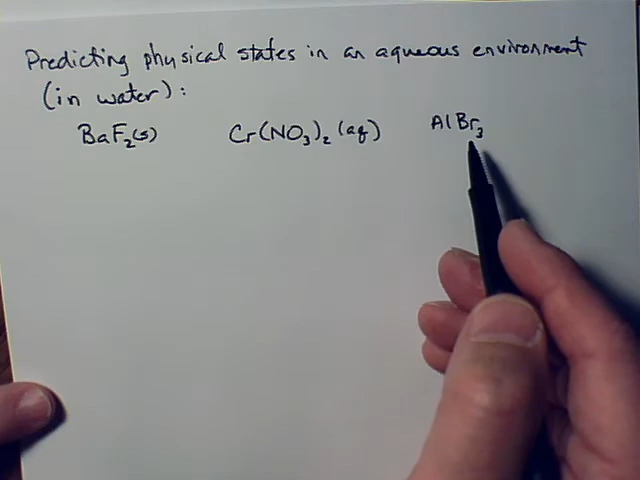 Predicting physical states in an aqueous environment
(in water):
BaF₂(s) Cr(NO₃)₂(aq) AlBr₃